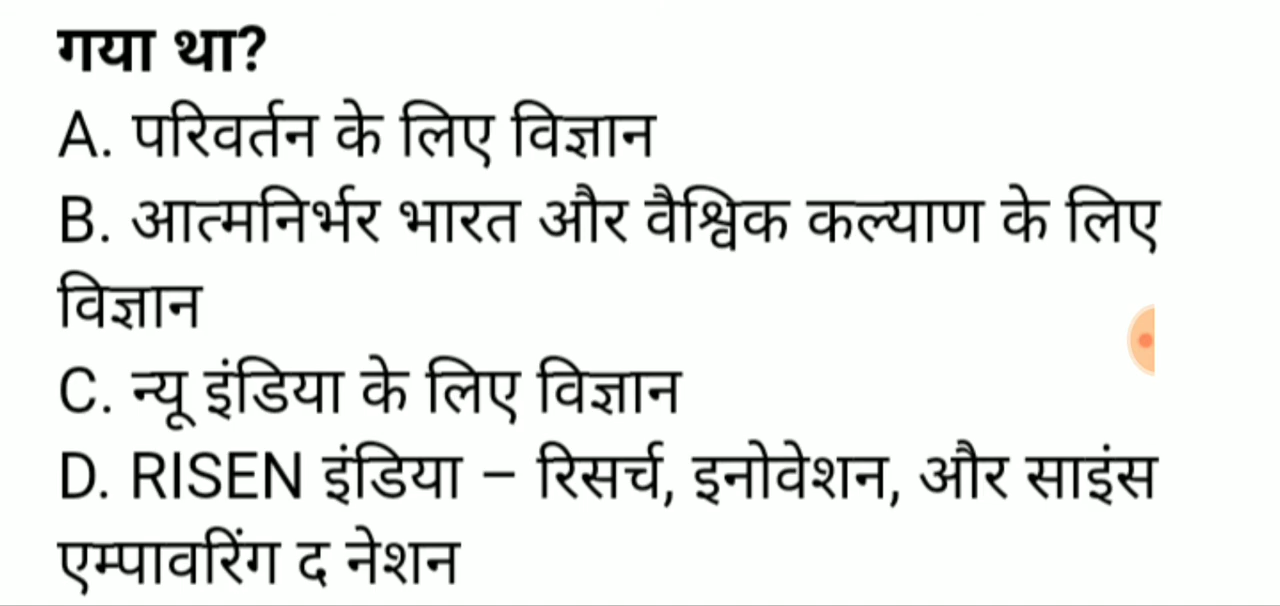 गया था?
A. परिवर्तन के लिए विज्ञान
B. आत्मनिर्भर भारत और वैश्विक कल्याण के लिए
विज्ञान
C. न्यू इंडिया के लिए विज्ञान
D. RISEN इंडिया – रिसर्च, इनोवेशन, और साइंस
एम्पावरिंग द नेशन